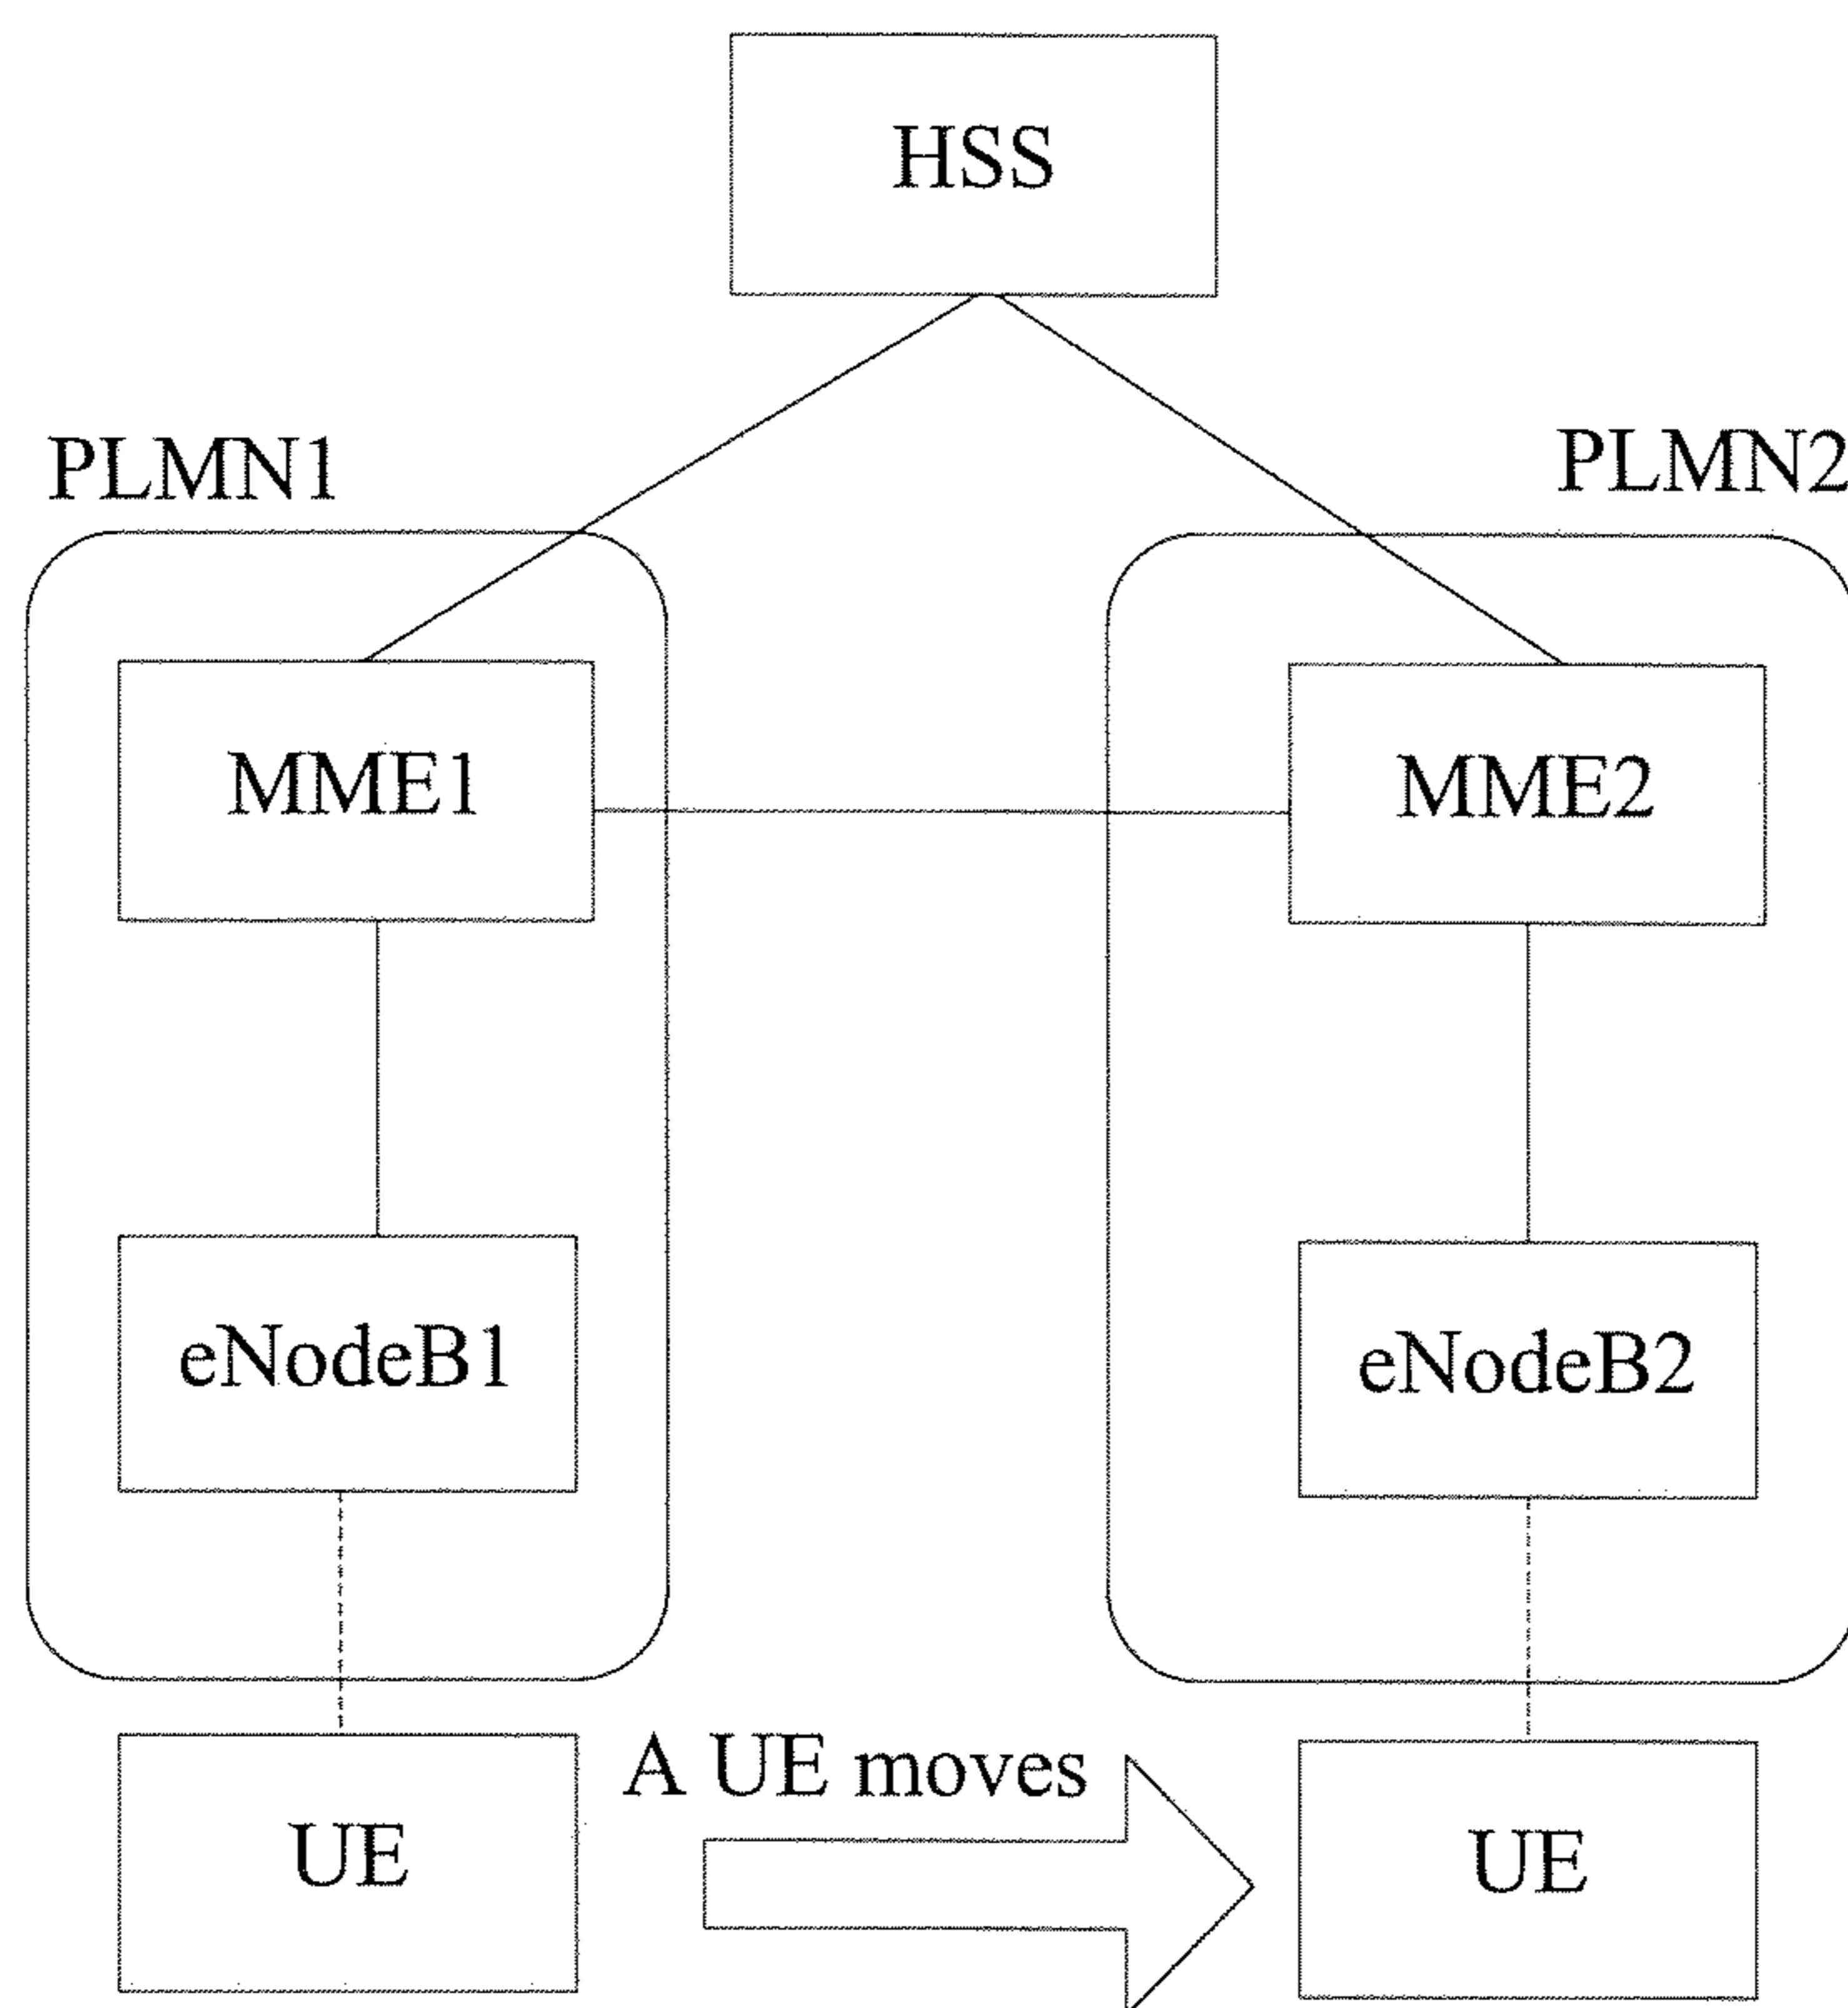 HSS
PLMN1
PLMN2
MME1
MME2
eNodeB1
eNodeB2
A UE moves
UE
UE